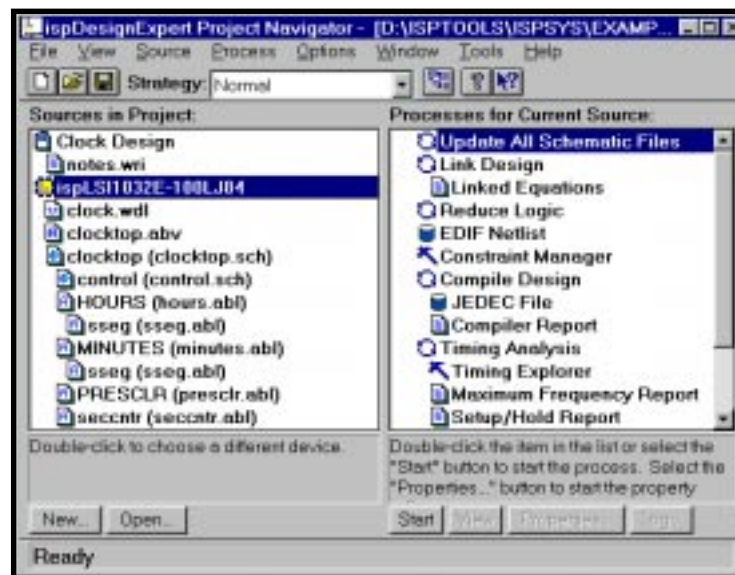 ispDesignExpert Project Navigator - [D:\ISPTOOLS\ISPSYS\EXAMP...
File View Source Process Options Window Tools Help
Strategy: Normal
Sources in Project:
Clock Design
notes.wri
ispLSI1032E-100LJ84
clock.wdl
clocktop.abv
clocktop (clocktop.sch)
control (control.sch)
HOURS (hours.abl)
sseg (sseg.abl)
MINUTES (minutes.abl)
sseg (sseg.abl)
PRESCLR (presclr.abl)
seccntr (seccntr.abl)
Double-click to choose a different device.
New... Open...
Processes for Current Source:
Update All Schematic Files
Link Design
Linked Equations
Reduce Logic
EDIF Netlist
Constraint Manager
Compile Design
JEDEC File
Compiler Report
Timing Analysis
Timing Explorer
Maximum Frequency Report
Setup/Hold Report
Double-click the item in the list or select the
"Start" button to start the process. Select the
"Properties..." button to start the property
Start View Properties... Log...
Ready